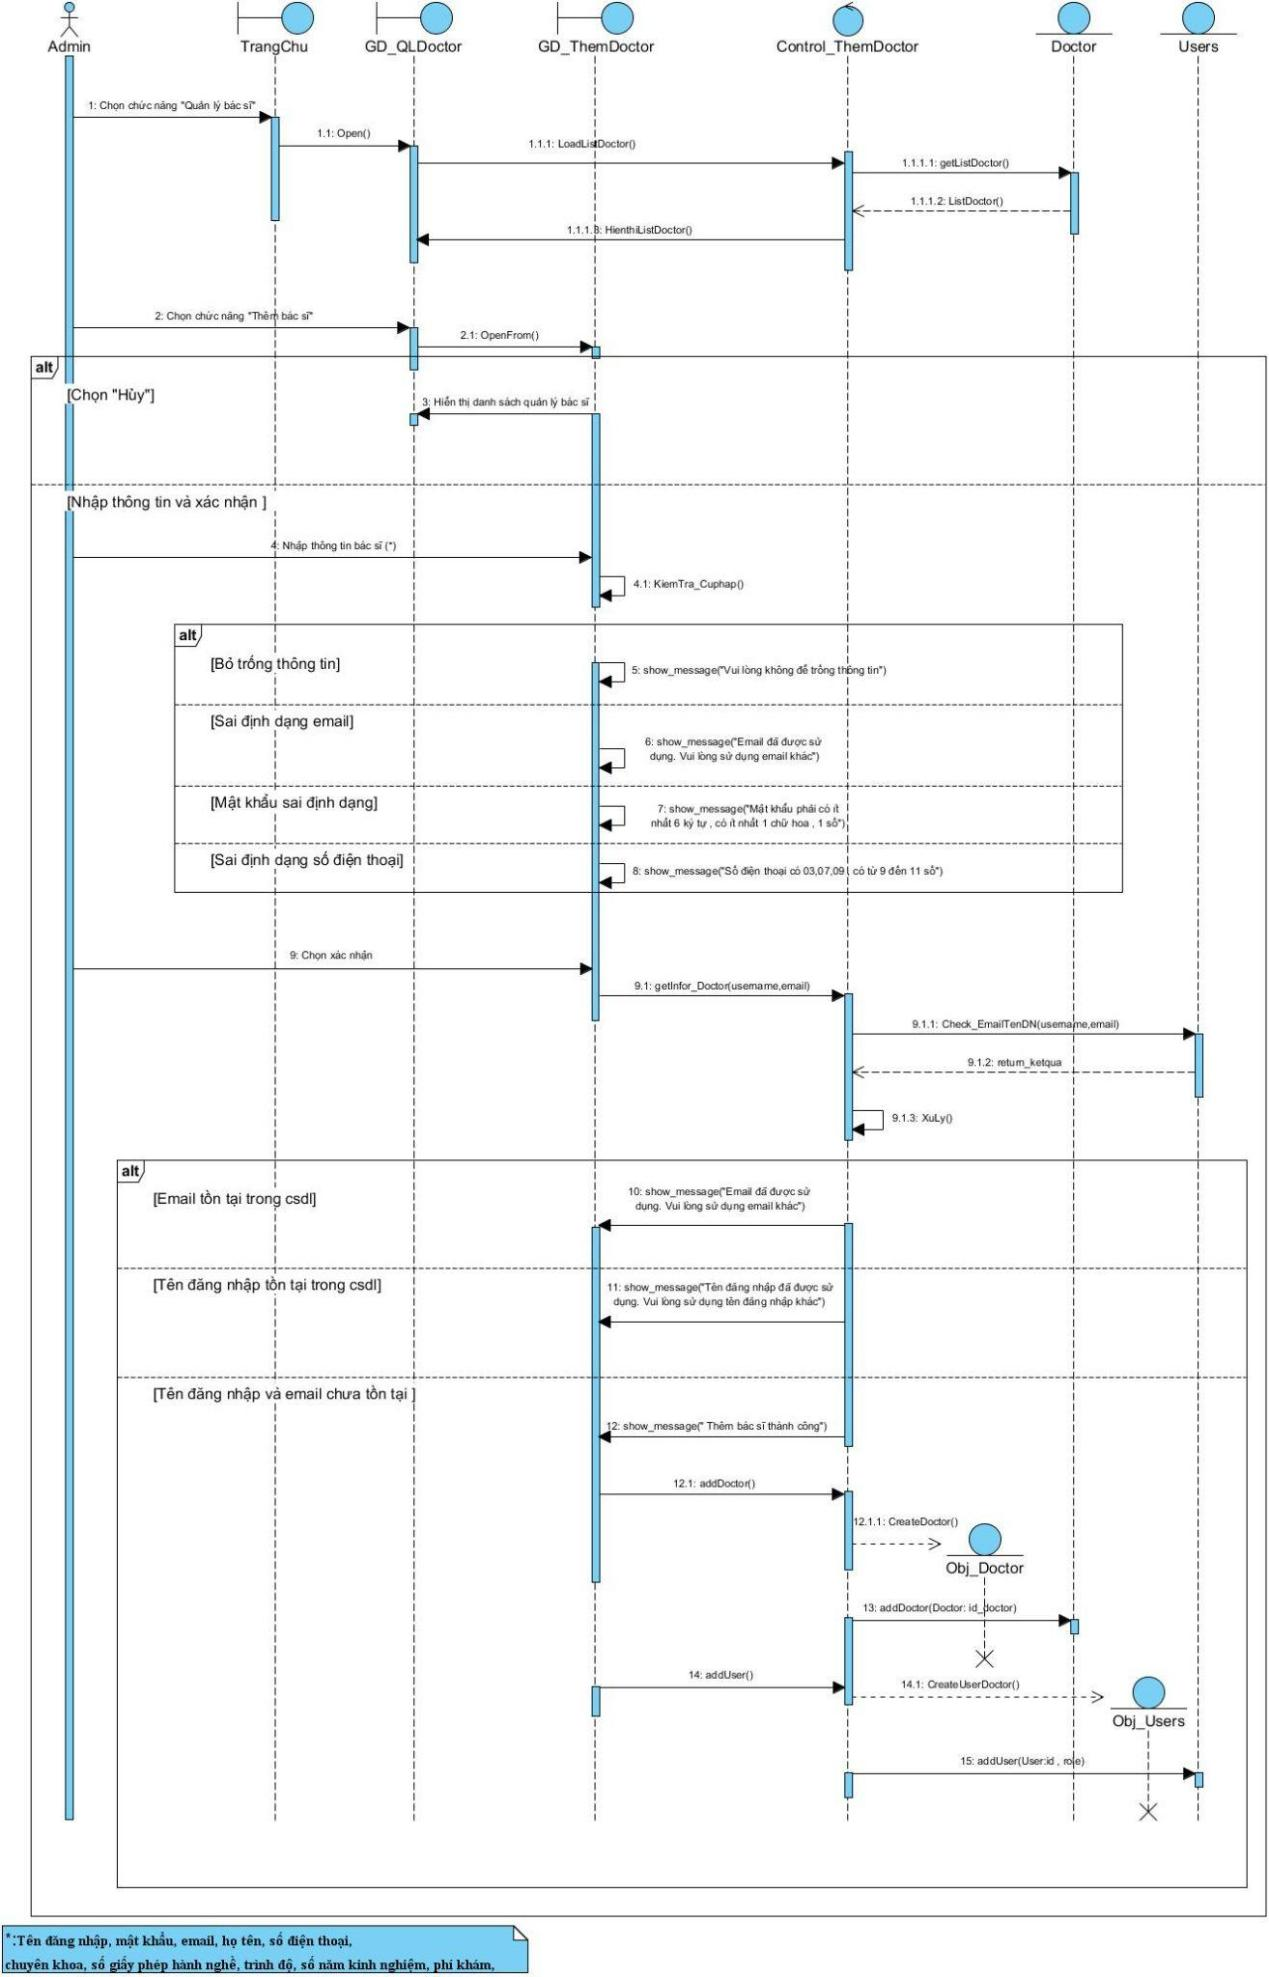 Admin
TrangChu
GD_QLDoctor
GD_ThemDoctor
Control_ThemDoctor
Doctor
Users
1: Chọn chức năng "Quản lý bác sĩ"
1.1: Open()
1.1.1: LoadListDoctor()
1.1.1.1: getListDoctor()
1.1.1.2: ListDoctor()
1.1.1.3: HienthiListDoctor()
2: Chọn chức năng "Thêm bác sĩ"
2.1: OpenFrom()
alt
[Chọn "Hủy"]
3: Hiển thị danh sách quản lý bác sĩ
[Nhập thông tin và xác nhận ]
4: Nhập thông tin bác sĩ (*)
4.1: KiemTra_Cuphap()
alt
[Bỏ trống thông tin]
5: show_message("Vui lòng không để trống thông tin")
[Sai định dạng email]
6: show_message("Email đã được sử
dụng. Vui lòng sử dụng email khác")
[Mật khẩu sai định dạng]
7: show_message("Mật khẩu phải có ít
nhất 6 ký tự , có ít nhất 1 chữ hoa , 1 số")
[Sai định dạng số điện thoại]
8: show_message("Số điện thoại có 03,07,09 , có từ 9 đến 11 số")
9: Chọn xác nhận
9.1: getInfor_Doctor(username,email)
9.1.1: Check_EmailTenDN(username,email)
9.1.2: return_ketqua
9.1.3: XuLy()
alt
[Email tồn tại trong csdl]
10: show_message("Email đã được sử
dụng. Vui lòng sử dụng email khác")
[Tên đăng nhập tồn tại trong csdl]
11: show_message("Tên đăng nhập đã được sử
dụng. Vui lòng sử dụng tên đăng nhập khác")
[Tên đăng nhập và email chưa tồn tại ]
12: show_message(" Thêm bác sĩ thành công")
12.1: addDoctor()
12.1.1: CreateDoctor()
Obj_Doctor
13: addDoctor(Doctor: id_doctor)
14: addUser()
14.1: CreateUserDoctor()
Obj_Users
15: addUser(User:id , role)
*:Tên đăng nhập, mật khẩu, email, họ tên, số điện thoại,
chuyên khoa, số giấy phép hành nghề, trình độ, số năm kinh nghiệm, phí khám,